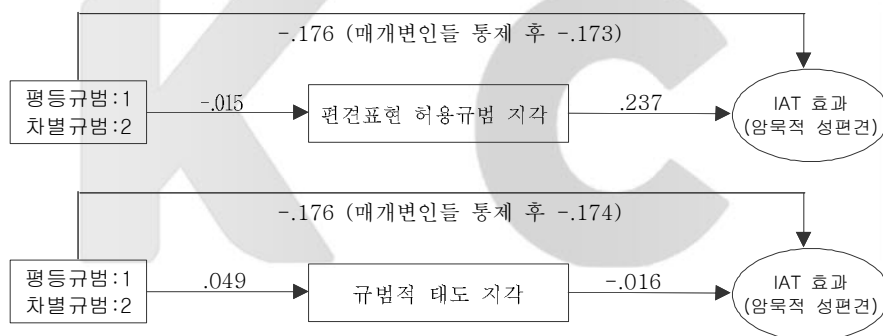 -.176 (매개변인들 통제 후 -.173)
평등규범:1
차별규범:2
-.015
편견표현 허용규범 지각
.237
IAT 효과
(암묵적 성편견)
-.176 (매개변인들 통제 후 -.174)
평등규범:1
차별규범:2
.049
규범적 태도 지각
-.016
IAT 효과
(암묵적 성편견)
K C